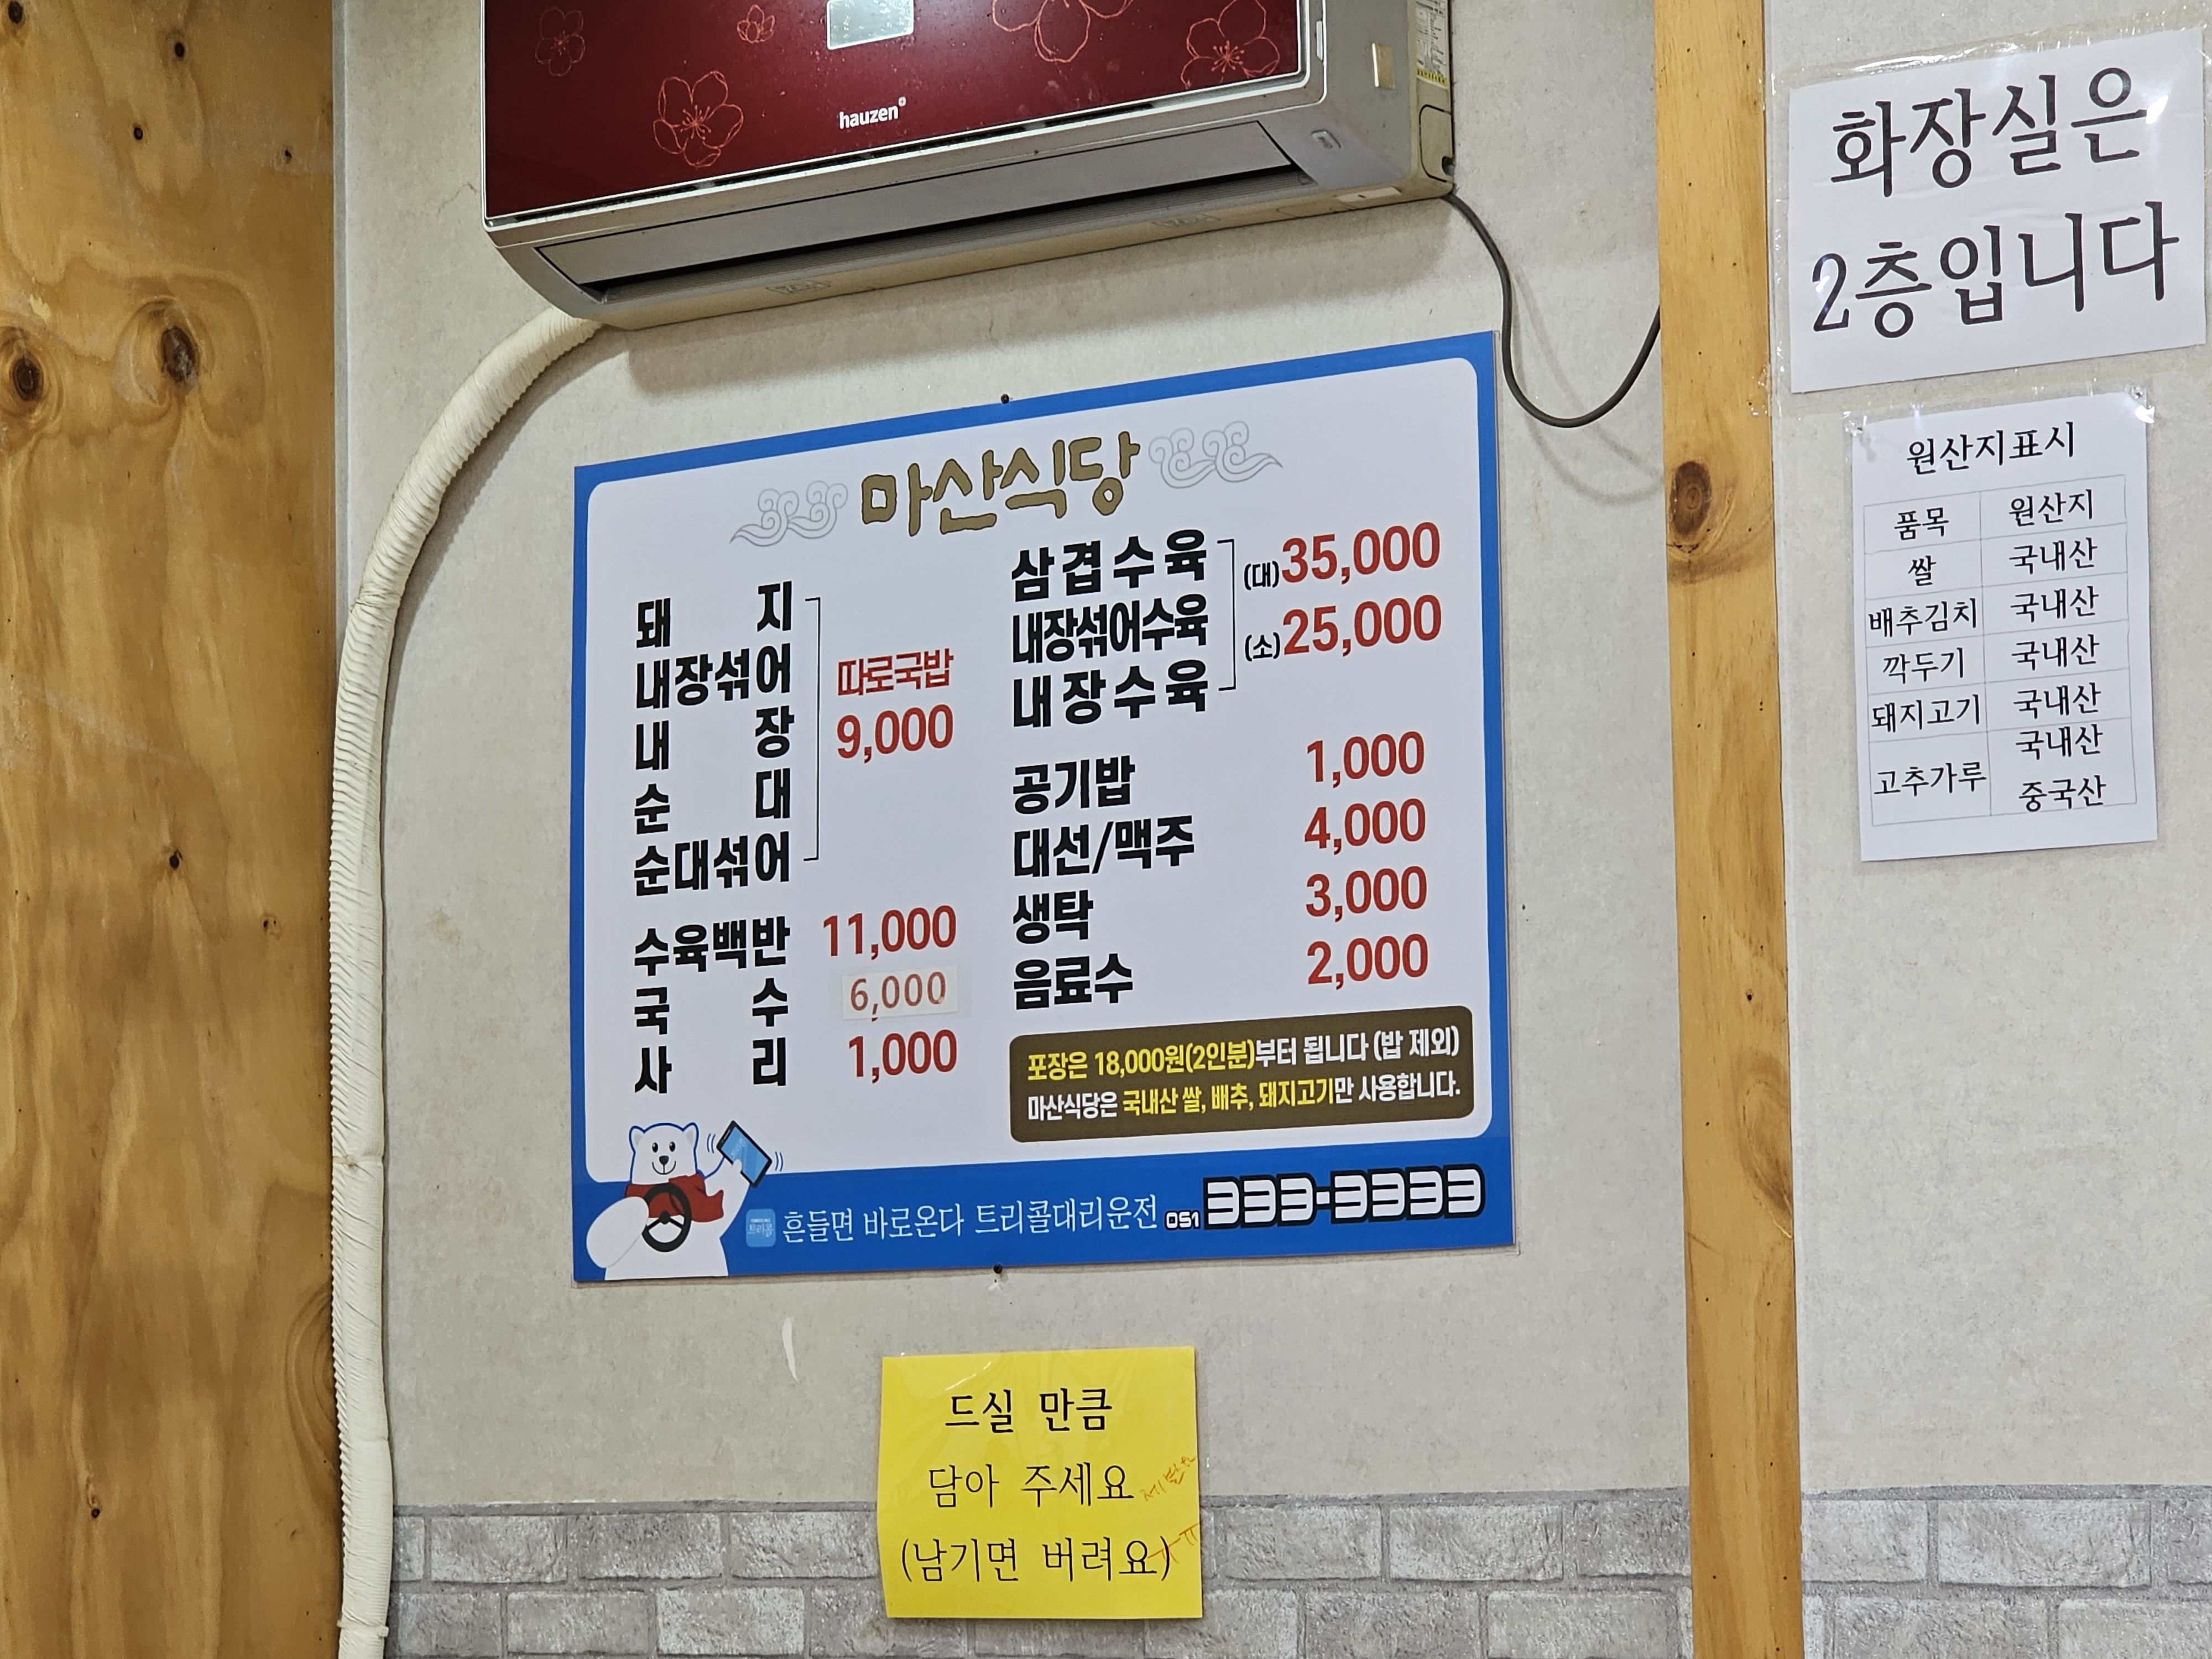 hauzen
화장실은
2층입니다
원산지표시
품목 원산지
쌀 국내산
배추김치 국내산
깍두기 국내산
돼지고기 국내산
고추가루 국내산
중국산
마산식당
돼지
내장섞어
내장
순대
순대섞어
따로국밥
9,000
수육백반 11,000
국수 6,000
사리 1,000
삼겹수육
내장섞어수육
내장수육
(대) 35,000
(소) 25,000
공기밥 1,000
대선/맥주 4,000
생탁 3,000
음료수 2,000
포장은 18,000원(2인분)부터 됩니다 (밥 제외)
마산식당은 국내산 쌀, 배추, 돼지고기만 사용합니다.
트리콜 흔들면 바로온다 트리콜대리운전 051 333-3333
드실 만큼
담아 주세요 제발요
(남기면 버려요) ㅠㅠ